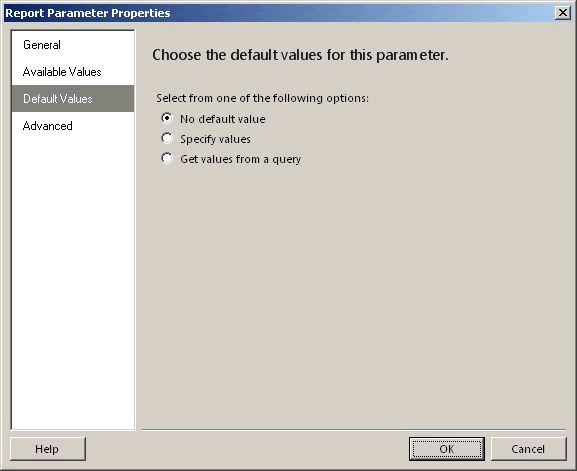 Report Parameter Properties
General
Available Values
Default Values
Advanced
Choose the default values for this parameter.
Select from one of the following options:
No default value
Specify values
Get values from a query
Help
OK
Cancel